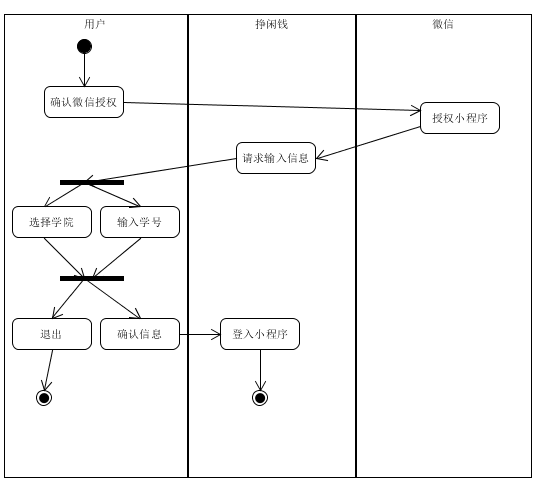 用户
挣闲钱
微信
确认微信授权
授权小程序
请求输入信息
选择学院
输入学号
退出
确认信息
登入小程序